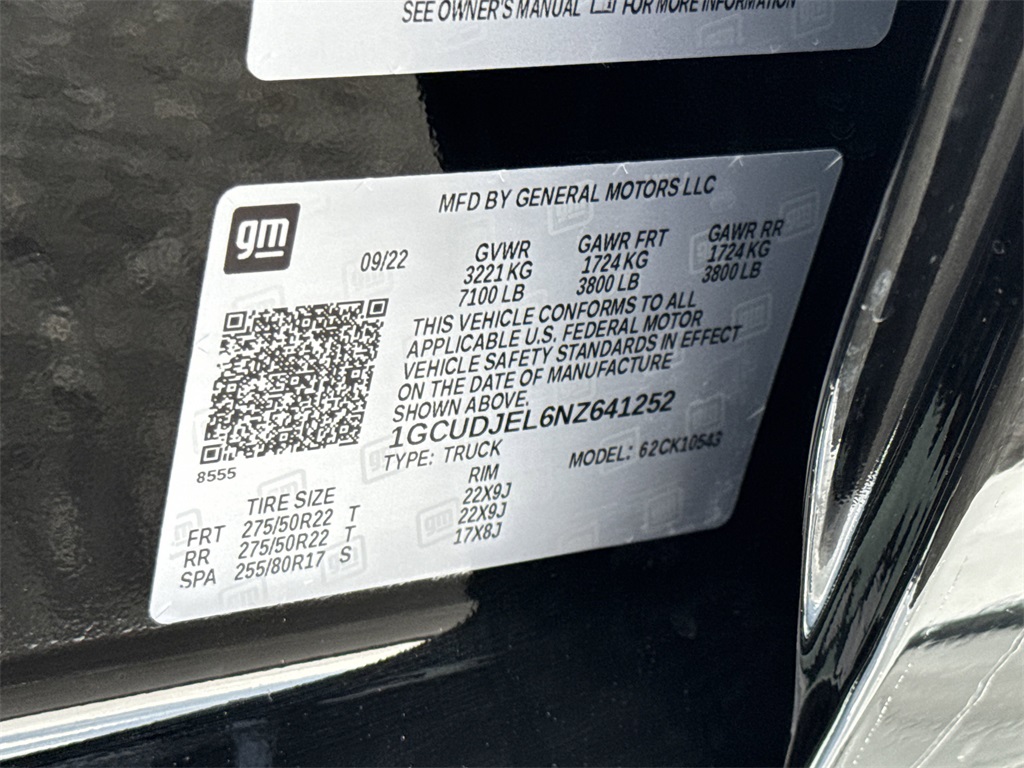 SEE OWNER'S MANUAL FOR MORE INFORMATION
MFD BY GENERAL MOTORS LLC
gm
09/22
GVWR
3221 KG
7100 LB
GAWR FRT
1724 KG
3800 LB
GAWR RR
1724 KG
3800 LB
THIS VEHICLE CONFORMS TO ALL
APPLICABLE U.S. FEDERAL MOTOR
VEHICLE SAFETY STANDARDS IN EFFECT
ON THE DATE OF MANUFACTURE
SHOWN ABOVE.
1GCUDJEL6NZ641252
TYPE: TRUCK MODEL: 62CK10543
8555
TIRE SIZE RIM
FRT 275/50R22 T 22X9J
RR 275/50R22 T 22X9J
SPA 255/80R17 S 17X8J